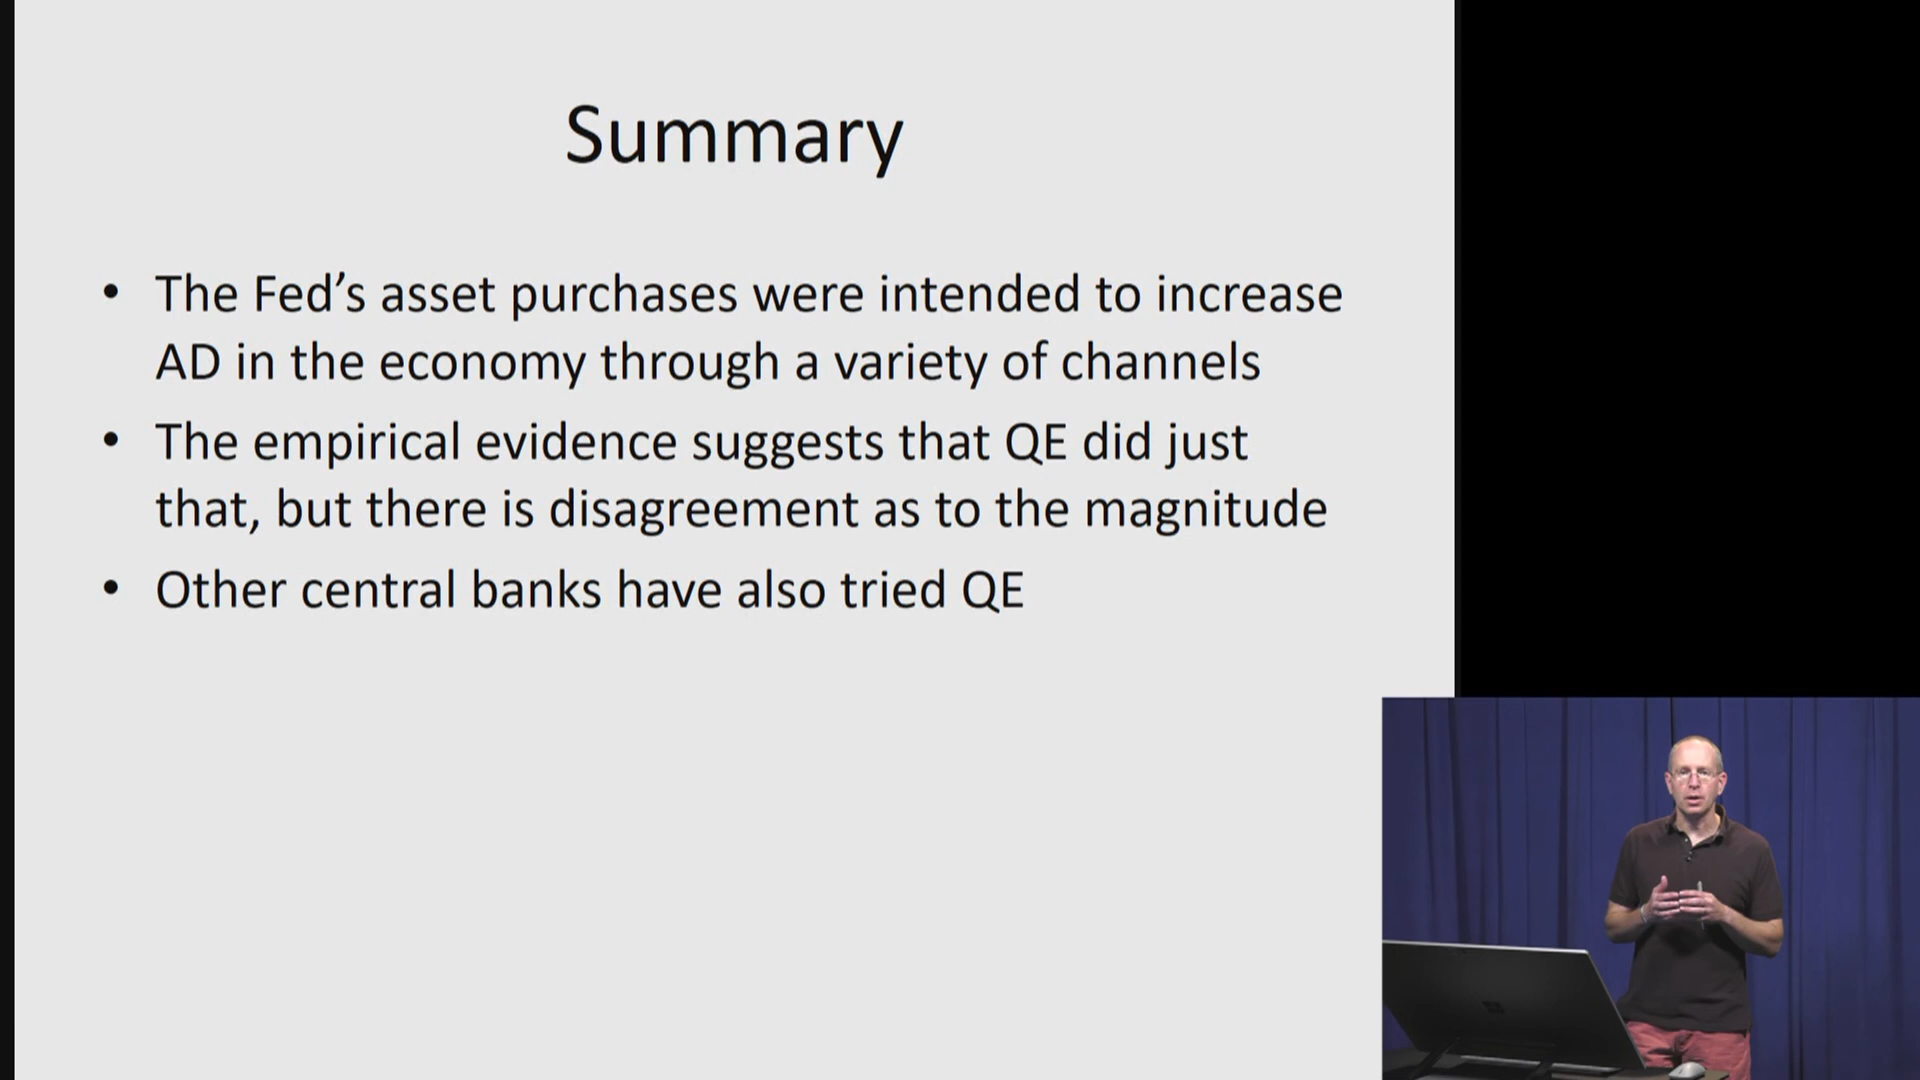 Summary
• The Fed’s asset purchases were intended to increase
AD in the economy through a variety of channels
• The empirical evidence suggests that QE did just
that, but there is disagreement as to the magnitude
• Other central banks have also tried QE